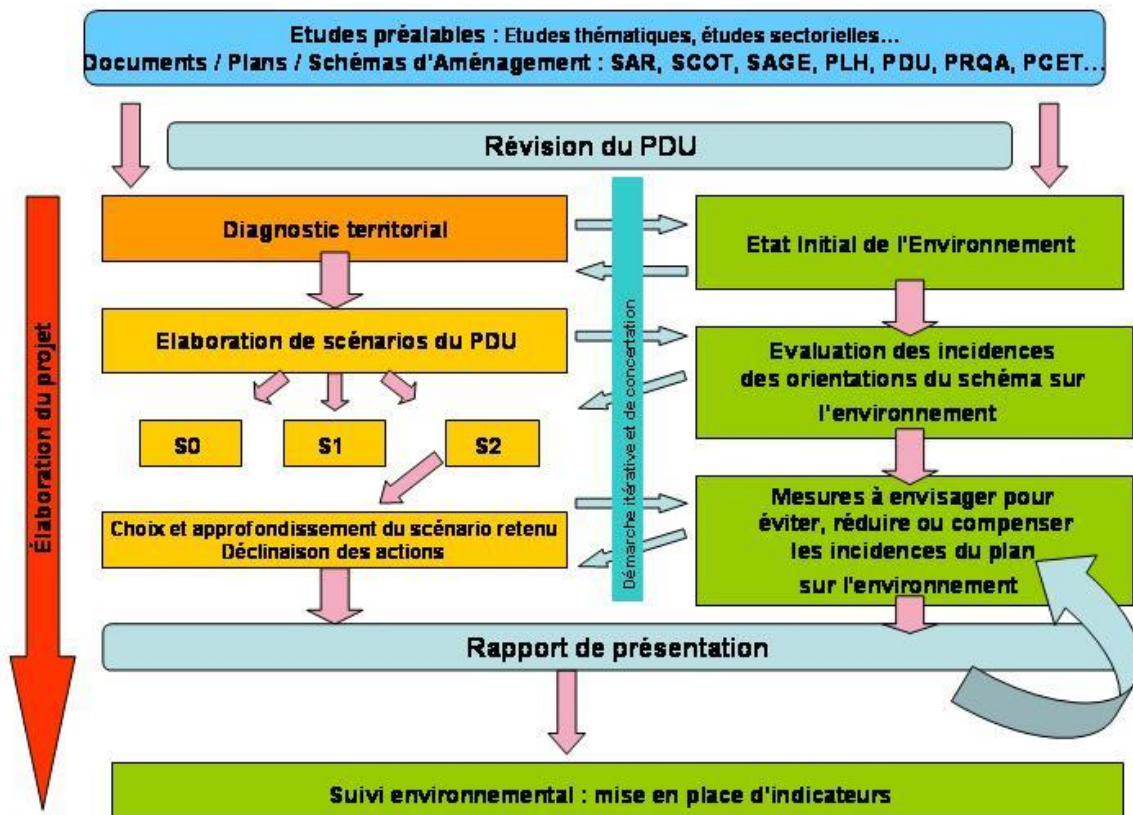 Etudes préalables : Etudes thématiques, études sectorielles...
Documents / Plans / Schémas d'Aménagement : SAR, SCOT, SAGE, PLH, PDU, PRQA, PCET...
Révision du PDU
Élaboration du projet
Diagnostic territorial
Démarche itérative et de concertation
Etat Initial de l'Environnement
Elaboration de scénarios du PDU
Evaluation des incidences
des orientations du schéma sur
l'environnement
S0
S1
S2
Choix et approfondissement du scénario retenu
Déclinaison des actions
Mesures à envisager pour
éviter, réduire ou compenser
les incidences du plan
sur l'environnement
Rapport de présentation
Suivi environnemental : mise en place d'indicateurs